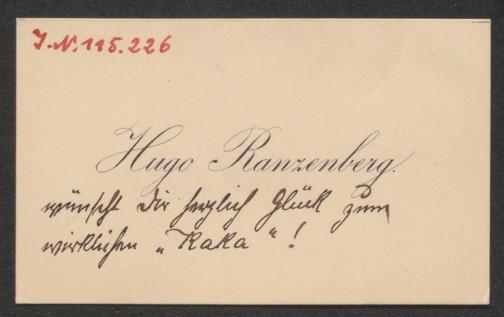 J.N. 115.226
Hugo Ranzenberg.
wünscht Dir herzlich Glück zum
wirklichen „Kaka“!